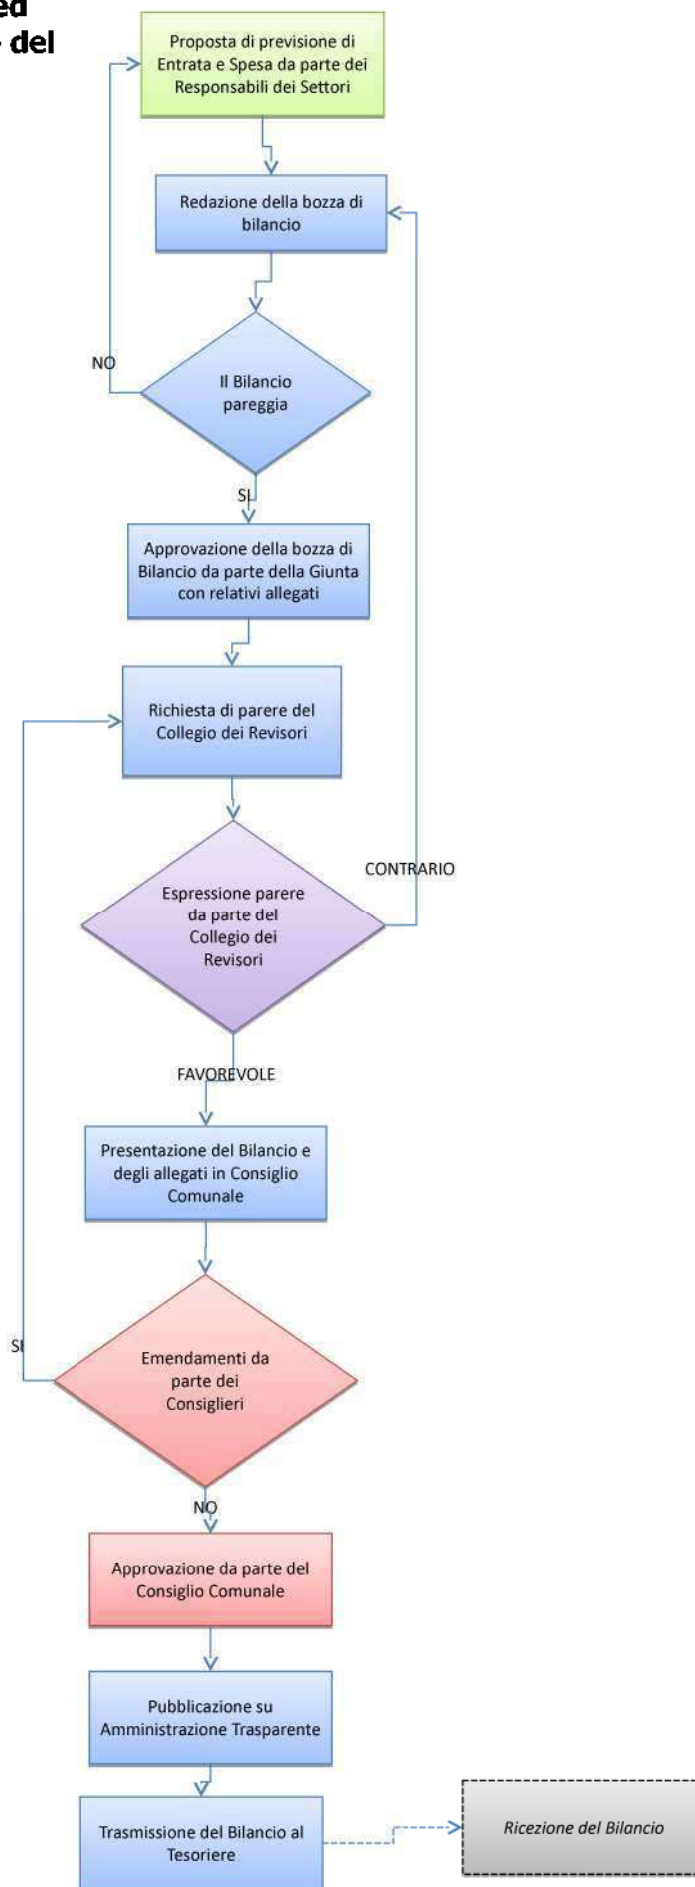 ed
del
Proposta di previsione di
Entrata e Spesa da parte dei
Responsabili dei Settori
Redazione della bozza di
bilancio
NO
Il Bilancio
pareggia
SI
Approvazione della bozza di
Bilancio da parte della Giunta
con relativi allegati
Richiesta di parere del
Collegio dei Revisori
CONTRARIO
Espressione parere
da parte del
Collegio dei
Revisori
FAVOREVOLE
Presentazione del Bilancio e
degli allegati in Consiglio
Comunale
SI
Emendamenti da
parte dei
Consiglieri
NO
Approvazione da parte del
Consiglio Comunale
Pubblicazione su
Amministrazione Trasparente
Trasmissione del Bilancio al
Tesoriere
Ricezione del Bilancio